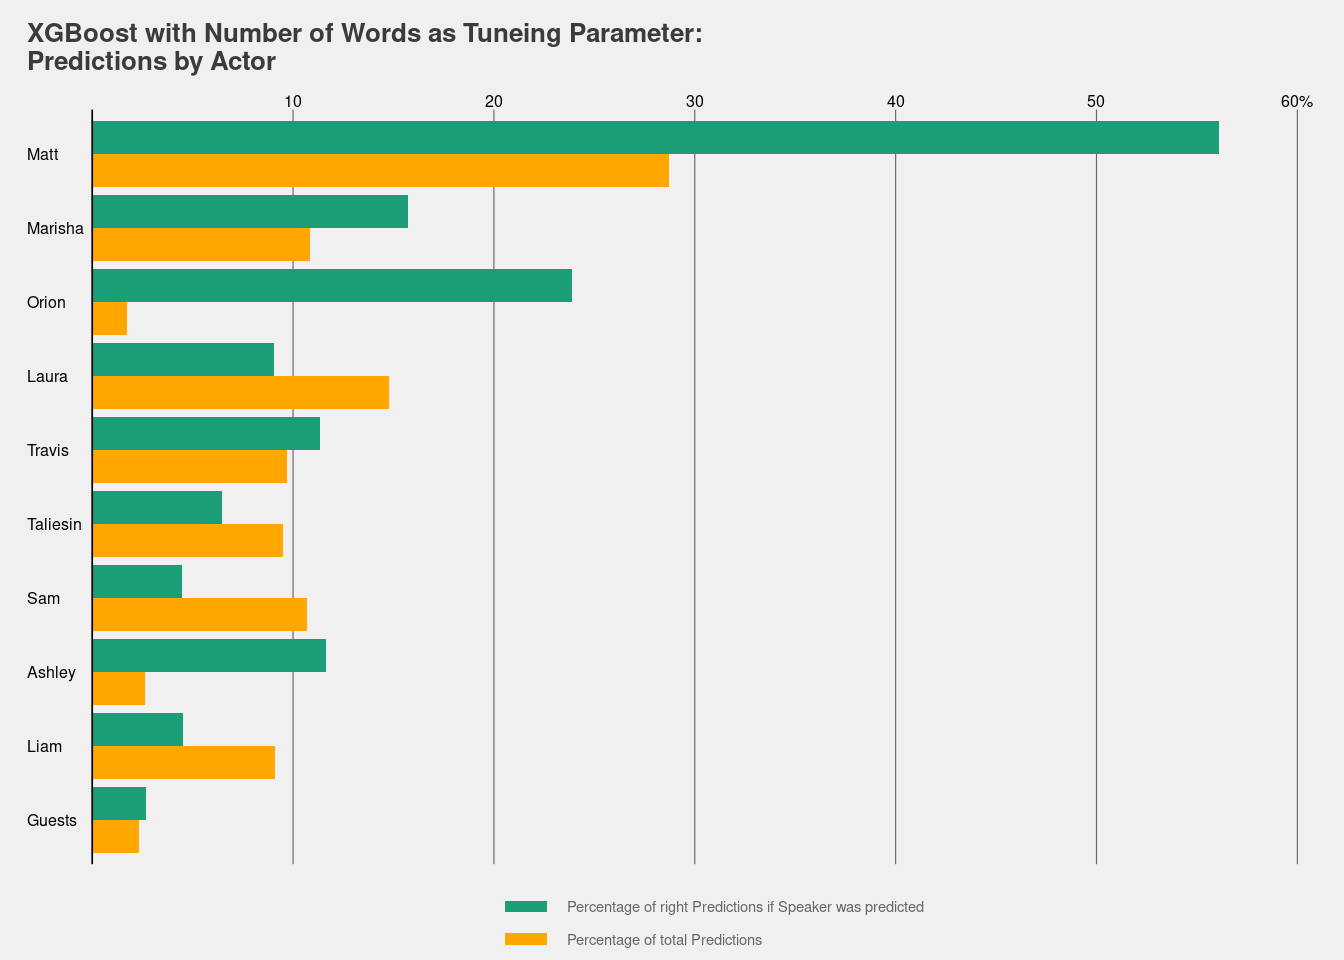 XGBoost with Number of Words as Tuneing Parameter:
Predictions by Actor
10 20 30 40 50 60%
Matt
Marisha
Orion
Laura
Travis
Taliesin
Sam
Ashley
Liam
Guests
Percentage of right Predictions if Speaker was predicted
Percentage of total Predictions